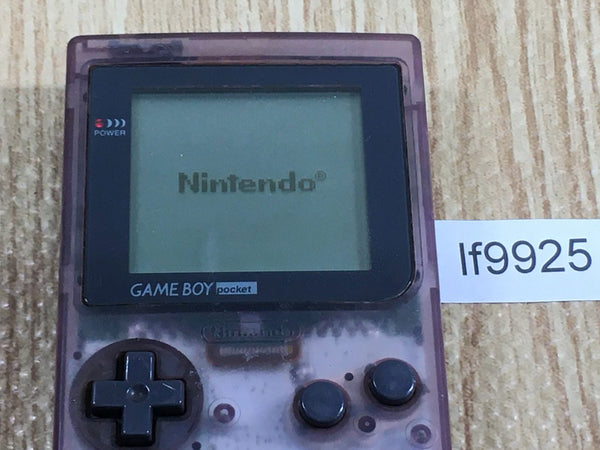 POWER
Nintendo®
GAME BOY pocket
Nintendo
lf9925